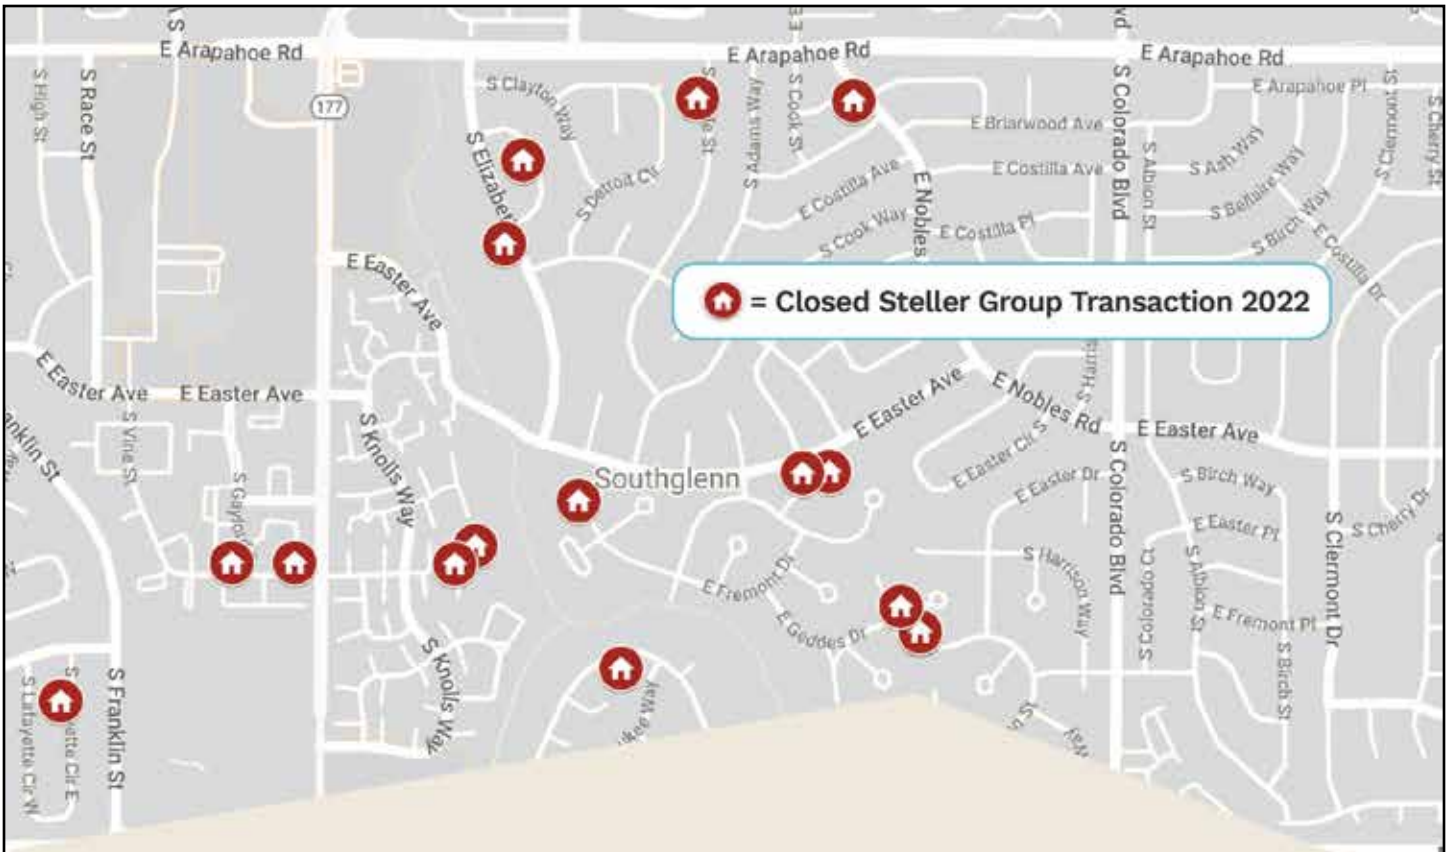 E Arapahoe Rd
E Arapahoe Rd
E Arapahoe Rd
S
177
S High St
S Race St
S Clayton Way
S Adams Way
S Cook St
E Arapahoe Pl
S Clermont St
S Cherry St
E Briarwood Ave
S Colorado Blvd
S Albion St
S Ash Way
E Costilla Ave
S Detroit Cir
E Costilla Ave
S Bellaire Way
E Nobles
S Cook Way
E Costilla Pl
S Birch Way
E Costilla Dr
E Easter Ave
= Closed Steller Group Transaction 2022
E Easter Ave
E Easter Ave
E Easter Ave
E Nobles Rd
E Easter Ave
S Vine St
S Knolls Way
Southglenn
E Easter Cir S
E Easter Dr
S Colorado Blvd
S Birch Way
E Easter Pl
S Cherry Dr
S Clermont Dr
S Harrison Way
S Colorado Ct
S Albion St
E Fremont Dr
E Fremont Pl
E Geddes Dr
S Birch St
S Knolls Way
S Franklin St
S Lafayette Cir W
ette Cir E
Way